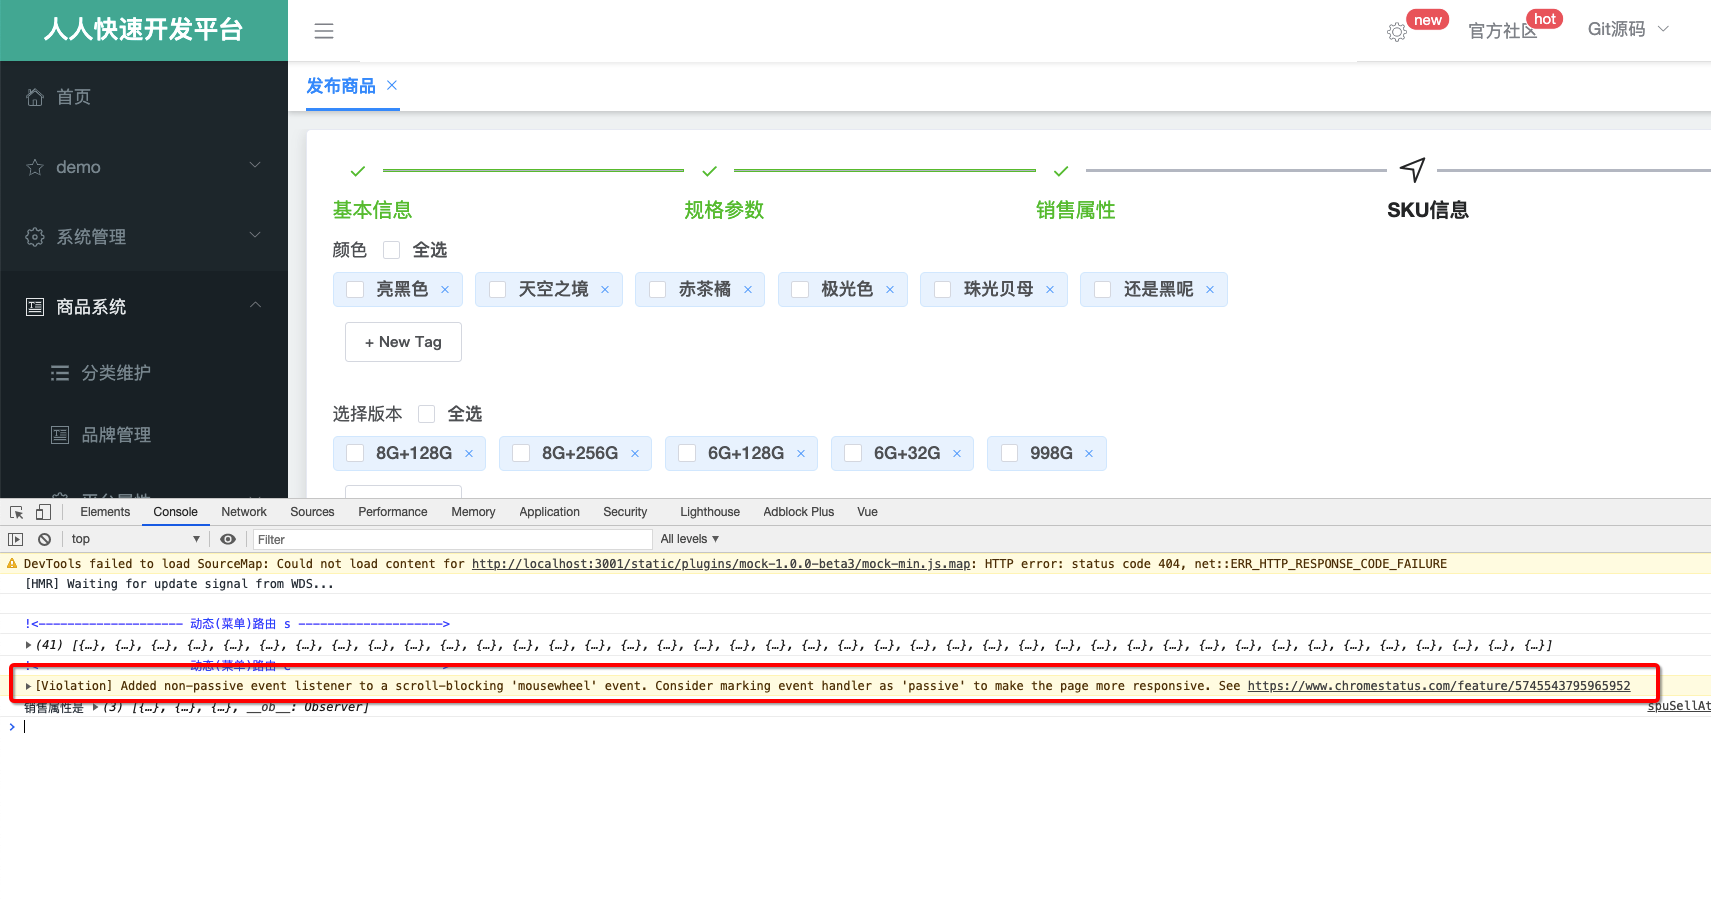 人人快速开发平台
new
官方社区
hot
Git源码
发布商品
首页
demo
系统管理
商品系统
分类维护
品牌管理
平台属性
基本信息
规格参数
销售属性
SKU信息
颜色 全选
亮黑色 × 天空之境 × 赤茶橘 × 极光色 × 珠光贝母 × 还是黑呢 ×
+ New Tag
选择版本 全选
8G+128G × 8G+256G × 6G+128G × 6G+32G × 998G ×
Elements Console Network Sources Performance Memory Application Security Lighthouse Adblock Plus Vue
top Filter All levels
DevTools failed to load SourceMap: Could not load content for http://localhost:3001/static/plugins/mock-1.0.0-beta3/mock-min.js.map: HTTP error: status code 404, net::ERR_HTTP_RESPONSE_CODE_FAILURE
[HMR] Waiting for update signal from WDS...
!<-------------------- 动态(菜单)路由 s -------------------->
(41) [{…}, {…}, {…}, {…}, {…}, {…}, {…}, {…}, {…}, {…}, {…}, {…}, {…}, {…}, {…}, {…}, {…}, {…}, {…}, {…}, {…}, {…}, {…}, {…}, {…}, {…}, {…}, {…}, {…}, {…}, {…}, {…}, {…}, {…}, {…}, {…}, {…}, {…}, {…}, {…}, {…}]
动态(菜单)路由
[Violation] Added non-passive event listener to a scroll-blocking 'mousewheel' event. Consider marking event handler as 'passive' to make the page more responsive. See https://www.chromestatus.com/feature/5745543795965952
销售属性是 (3) [{…}, {…}, {…}, __ob__: Observer] spuSellAt